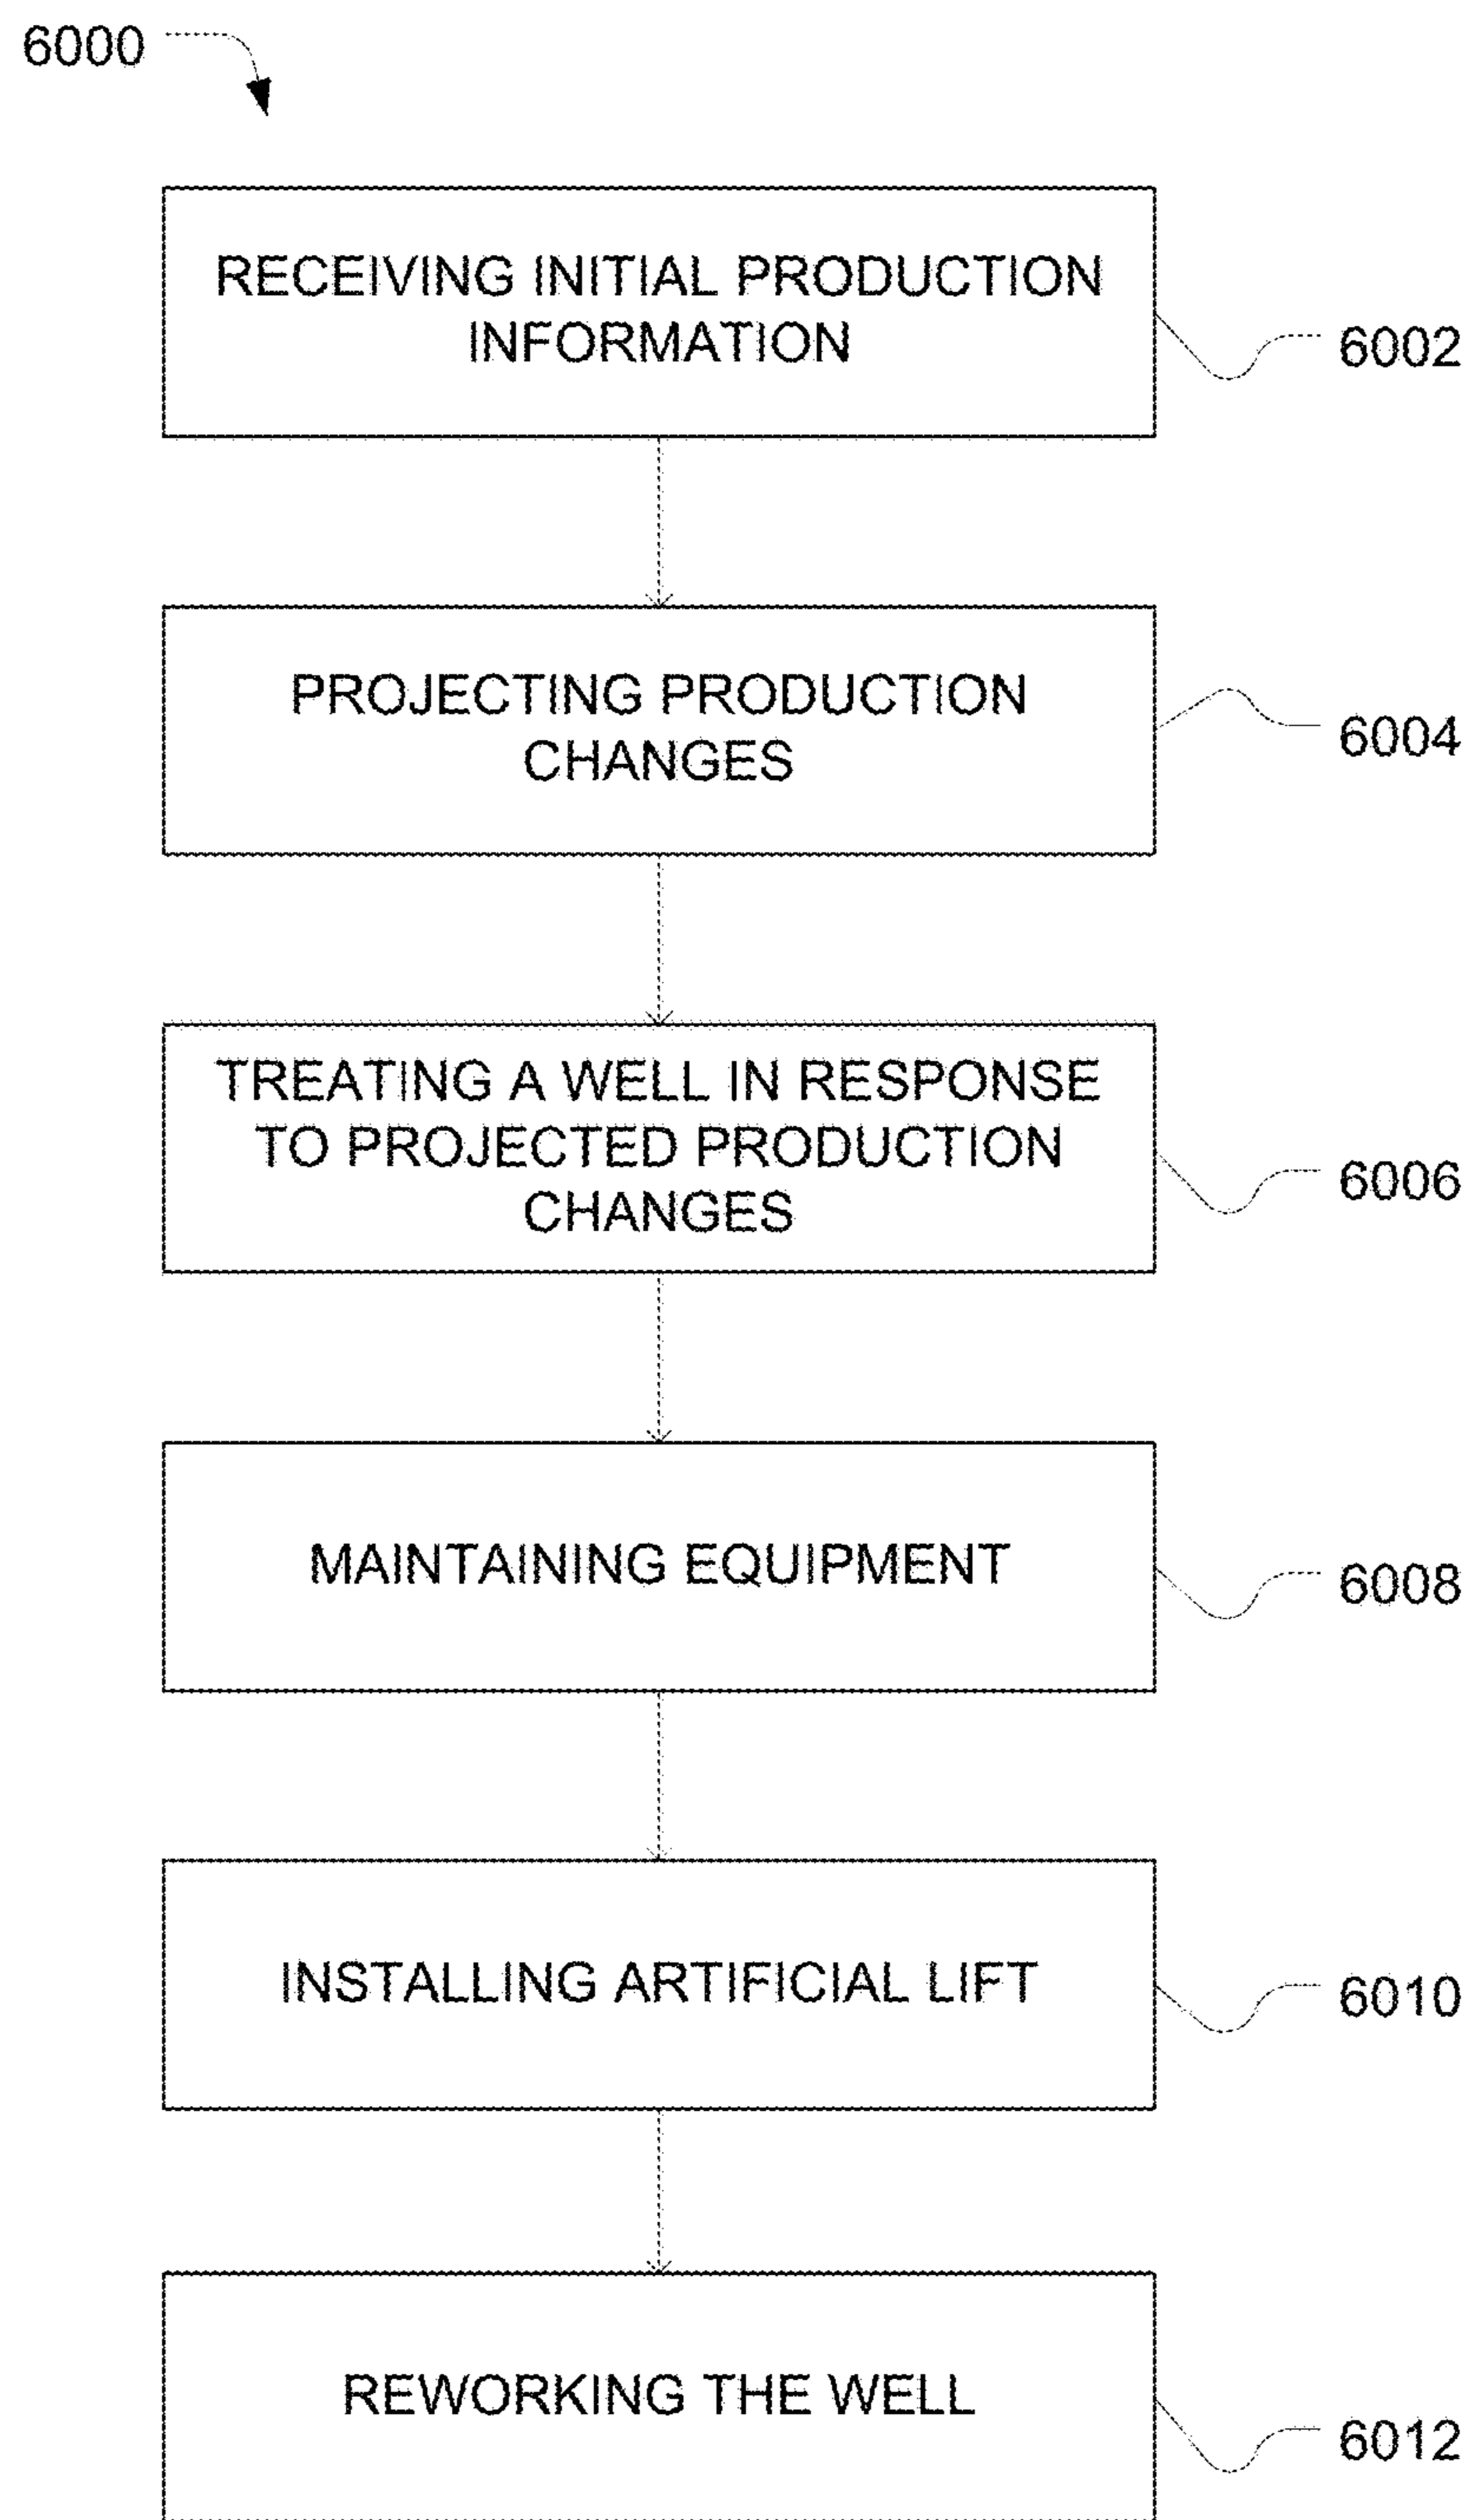 6000
RECEIVING INITIAL PRODUCTION
INFORMATION
6002
PROJECTING PRODUCTION
CHANGES
6004
TREATING A WELL IN RESPONSE
TO PROJECTED PRODUCTION
CHANGES
6006
MAINTAINING EQUIPMENT
6008
INSTALLING ARTIFICIAL LIFT
6010
REWORKING THE WELL
6012